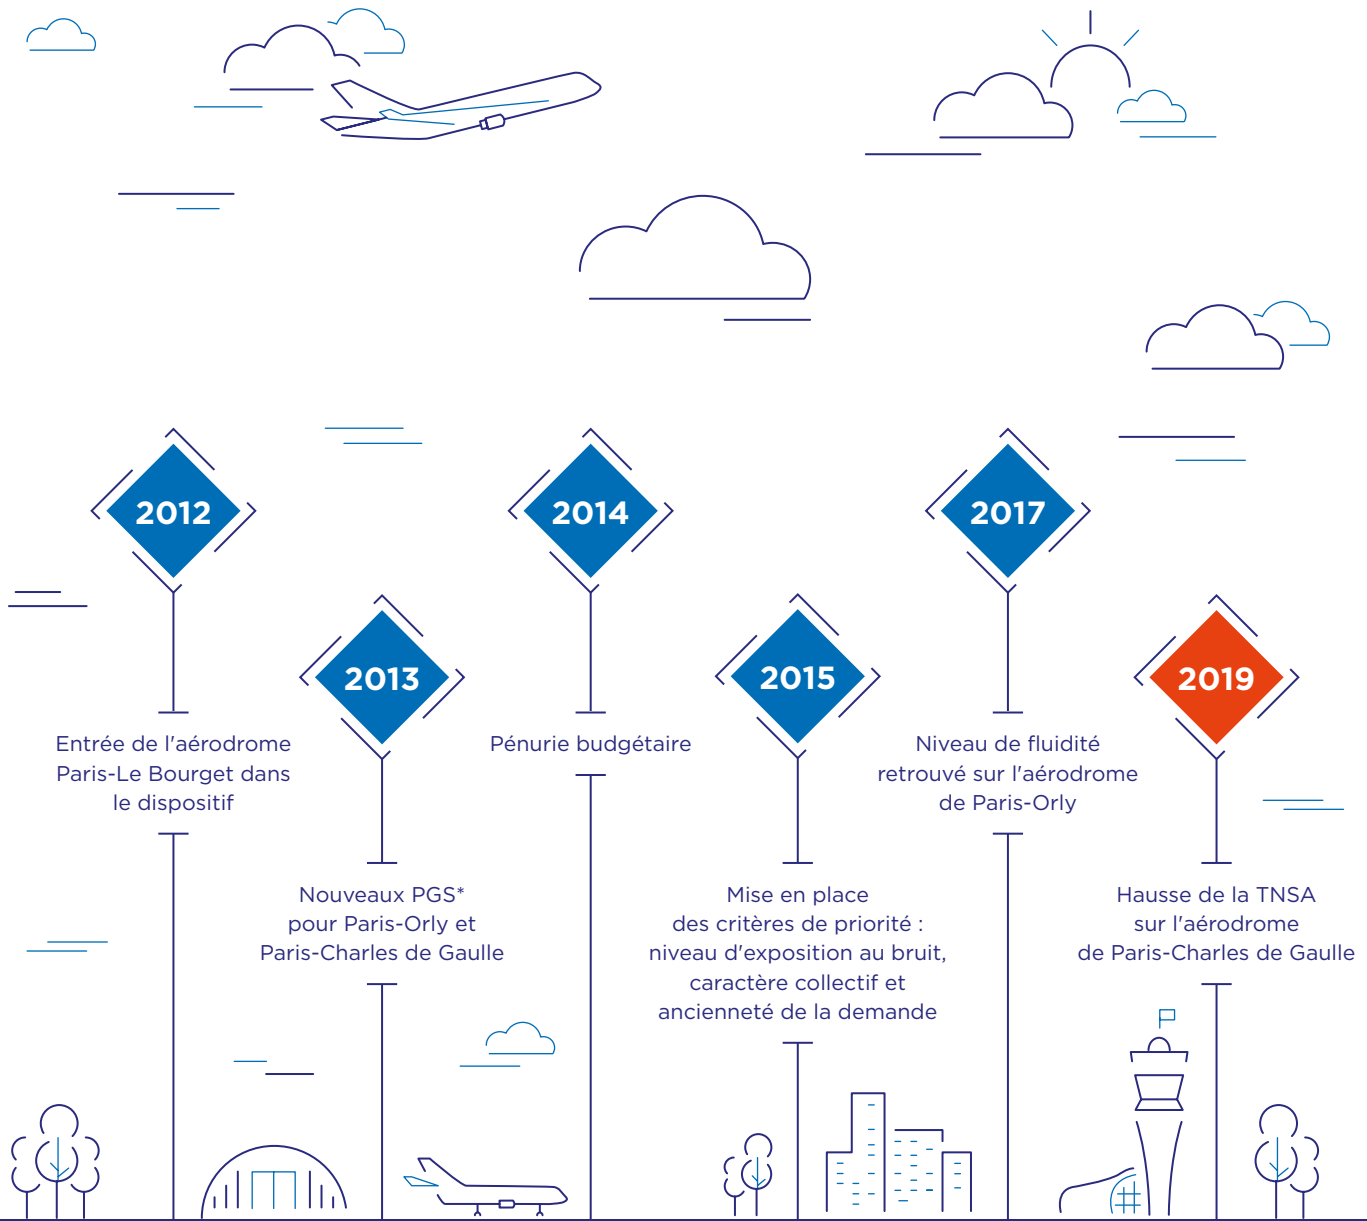 2012
Entrée de l'aérodrome
Paris-Le Bourget dans
le dispositif
2013
Nouveaux PGS*
pour Paris-Orly et
Paris-Charles de Gaulle
2014
Pénurie budgétaire
2015
Mise en place
des critères de priorité :
niveau d'exposition au bruit,
caractère collectif et
ancienneté de la demande
2017
Niveau de fluidité
retrouvé sur l'aérodrome
de Paris-Orly
2019
Hausse de la TNSA
sur l'aérodrome
de Paris-Charles de Gaulle